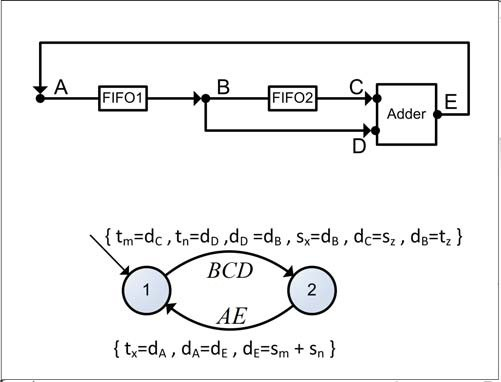 A FIFO1 B FIFO2 C Adder E
D
{ tm=dC , tn=dD ,dD =dB , sx=dB , dC=sz , dB=tz }
BCD
1 2
AE
{ tx=dA , dA=dE , dE=sm + sn }